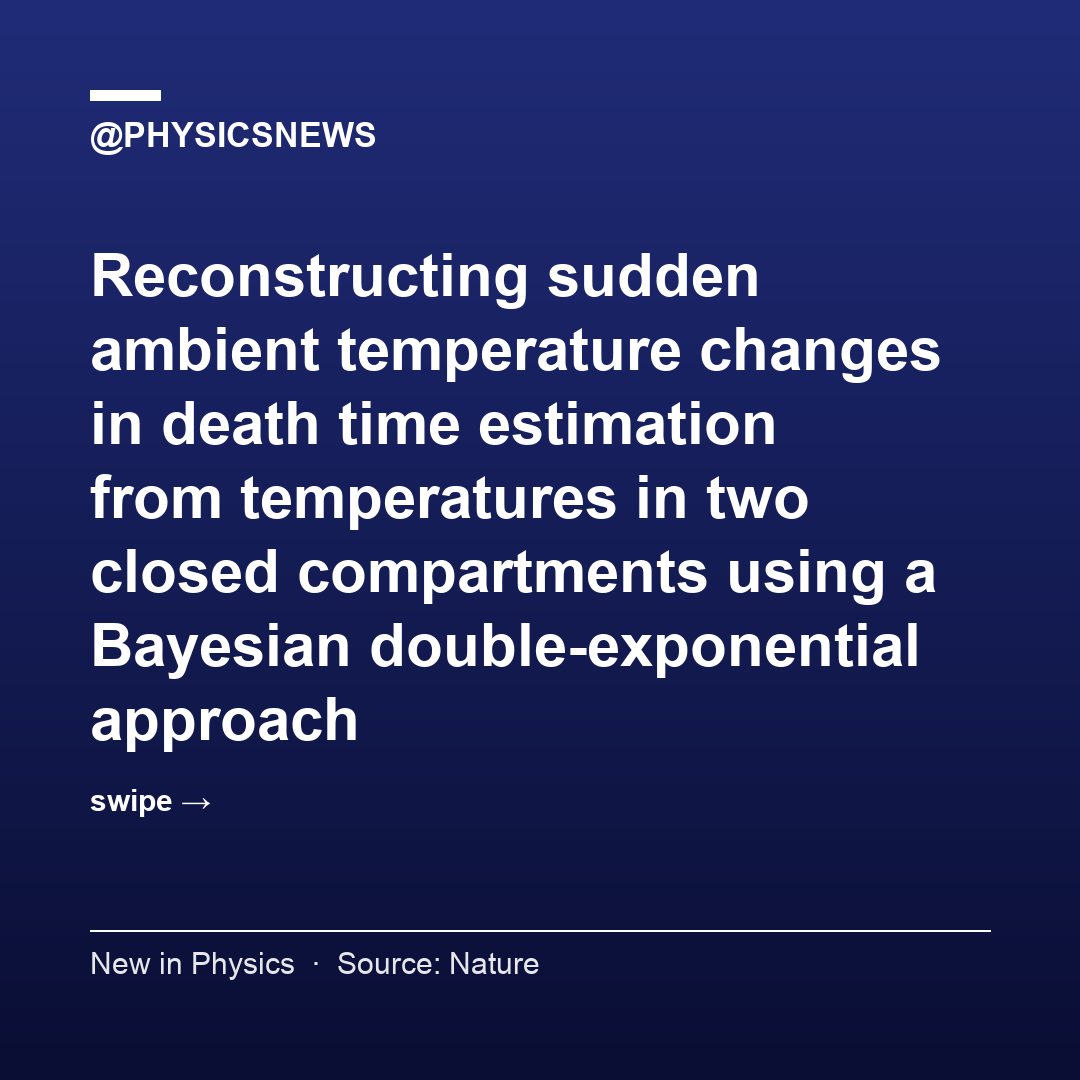 @PHYSICSNEWS
Reconstructing sudden
ambient temperature changes
in death time estimation
from temperatures in two
closed compartments using a
Bayesian double-exponential
approach
swipe →
New in Physics · Source: Nature